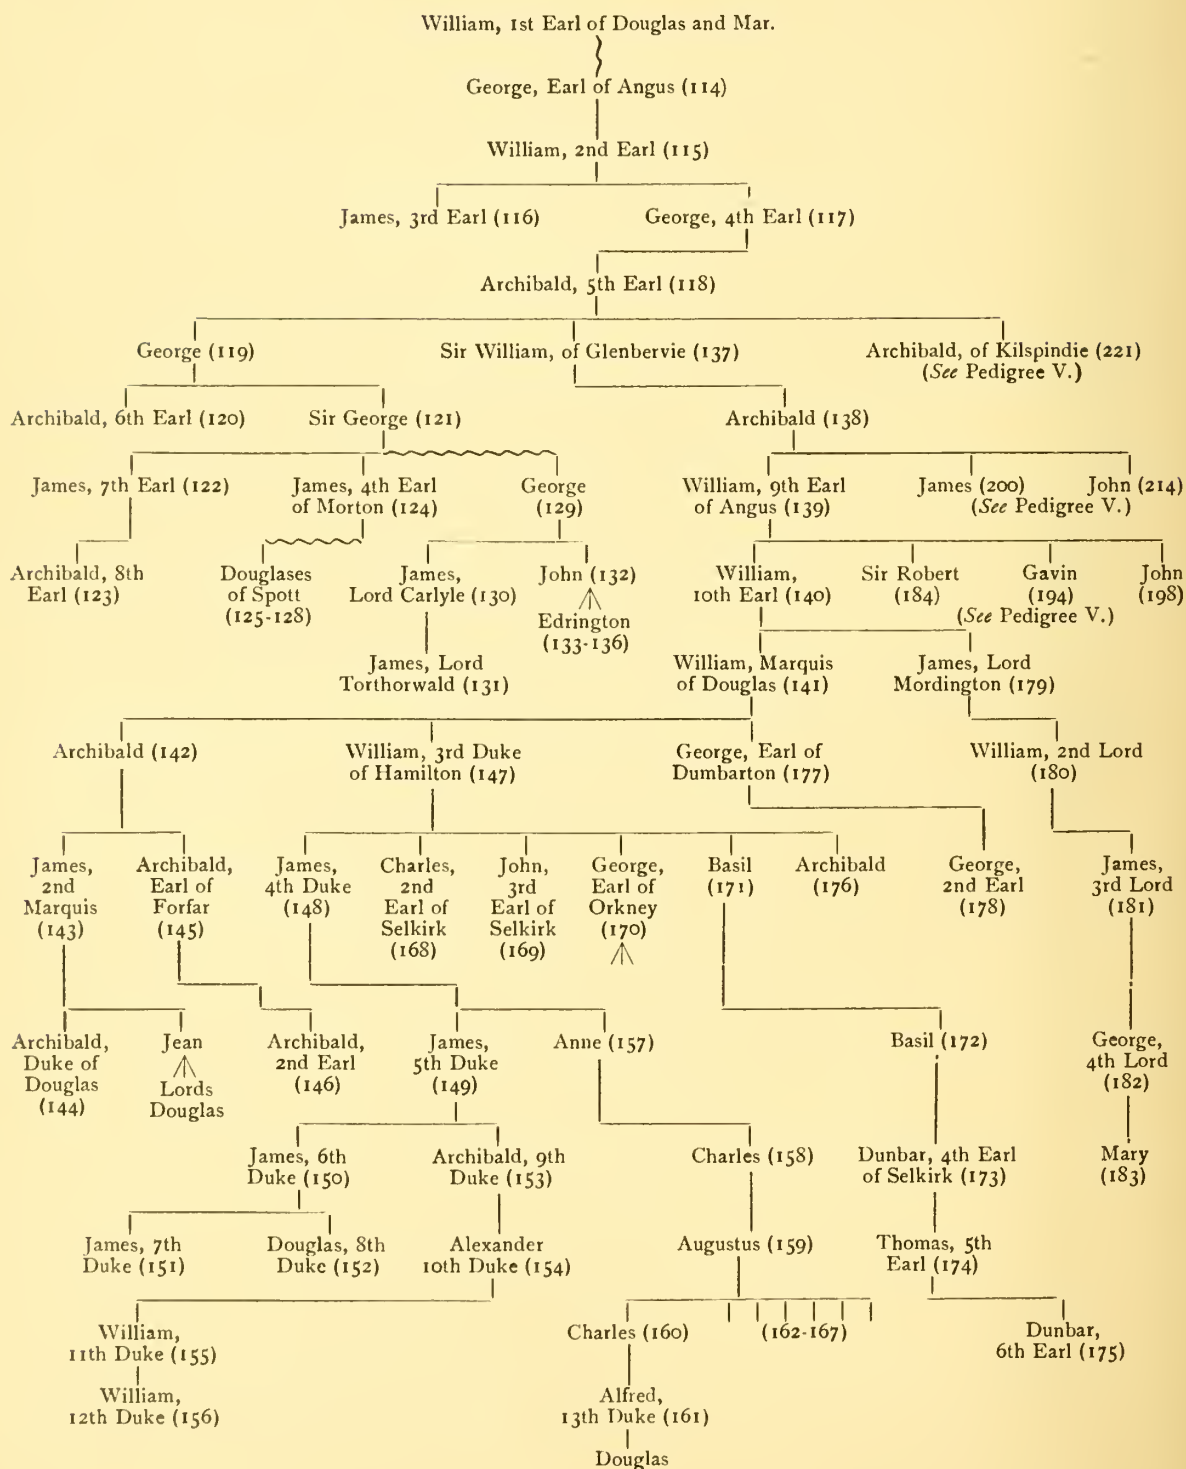 William, 1st Earl of Douglas and Mar.
George, Earl of Angus (114)
William, 2nd Earl (115)
James, 3rd Earl (116)
George, 4th Earl (117)
Archibald, 5th Earl (118)
George (119)
Sir William, of Glenbervie (137)
Archibald, of Kilspindie (221)
(See Pedigree V.)
Archibald, 6th Earl (120)
Sir George (121)
Archibald (138)
James, 7th Earl (122)
James, 4th Earl
of Morton (124)
George
(129)
William, 9th Earl
of Angus (139)
James (200)
John (214)
(See Pedigree V.)
Archibald, 8th
Earl (123)
Douglases
of Spott
(125-128)
James,
Lord Carlyle (130)
John (132)
Edrington
(133-136)
William,
10th Earl (140)
Sir Robert
(184)
Gavin
(194)
John
(198)
(See Pedigree V.)
James, Lord
Torthorwald (131)
William, Marquis
of Douglas (141)
James, Lord
Mordington (179)
Archibald (142)
William, 3rd Duke
of Hamilton (147)
George, Earl of
Dumbarton (177)
William, 2nd Lord
(180)
James,
2nd
Marquis
(143)
Archibald,
Earl of
Forfar
(145)
James,
4th Duke
(148)
Charles,
2nd
Earl of
Selkirk
(168)
John,
3rd
Earl of
Selkirk
(169)
George,
Earl of
Orkney
(170)
Basil
(171)
Archibald
(176)
George,
2nd Earl
(178)
James,
3rd Lord
(181)
Archibald,
Duke of
Douglas
(144)
Jean
Lords
Douglas
Archibald,
2nd Earl
(146)
James,
5th Duke
(149)
Anne (157)
Basil (172)
George,
4th Lord
(182)
James, 6th
Duke (150)
Archibald, 9th
Duke (153)
Charles (158)
Dunbar, 4th Earl
of Selkirk (173)
Mary
(183)
James, 7th
Duke (151)
Douglas, 8th
Duke (152)
Alexander
10th Duke (154)
Augustus (159)
Thomas, 5th
Earl (174)
William,
11th Duke (155)
Charles (160)
(162-167)
Dunbar,
6th Earl (175)
William,
12th Duke (156)
Alfred,
13th Duke (161)
Douglas